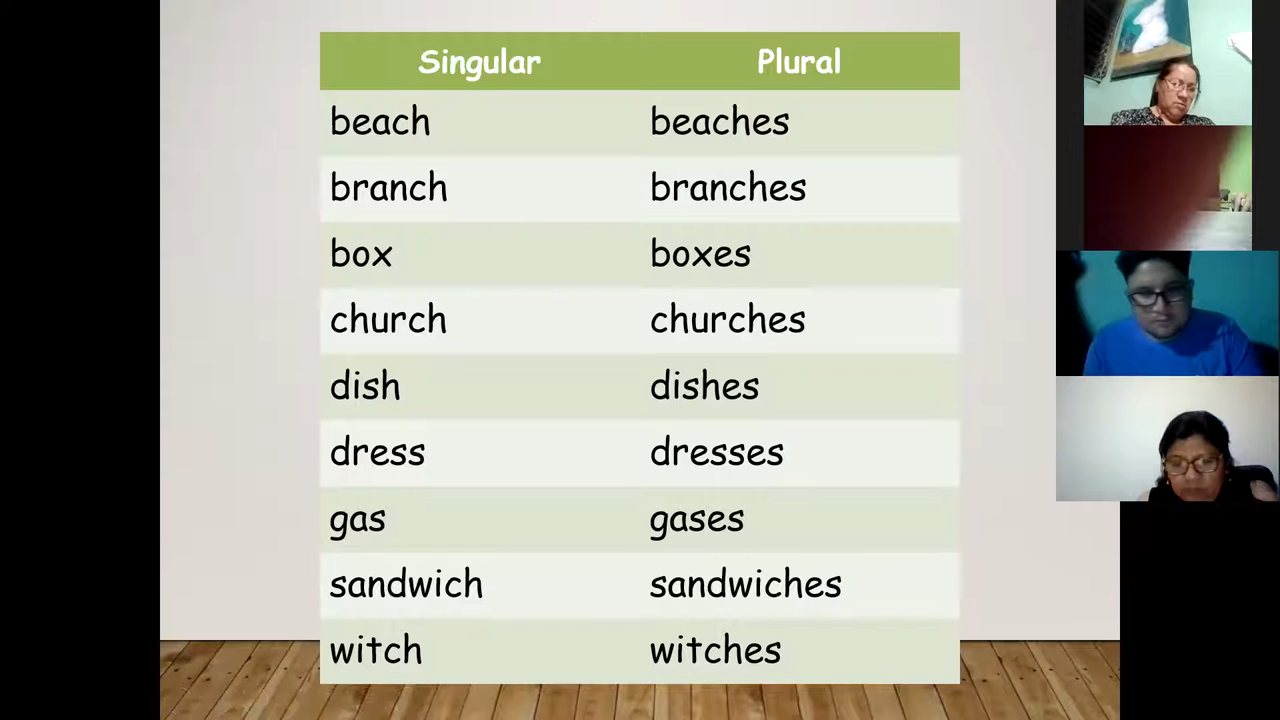 Singular Plural
beach beaches
branch branches
box boxes
church churches
dish dishes
dress dresses
gas gases
sandwich sandwiches
witch witches